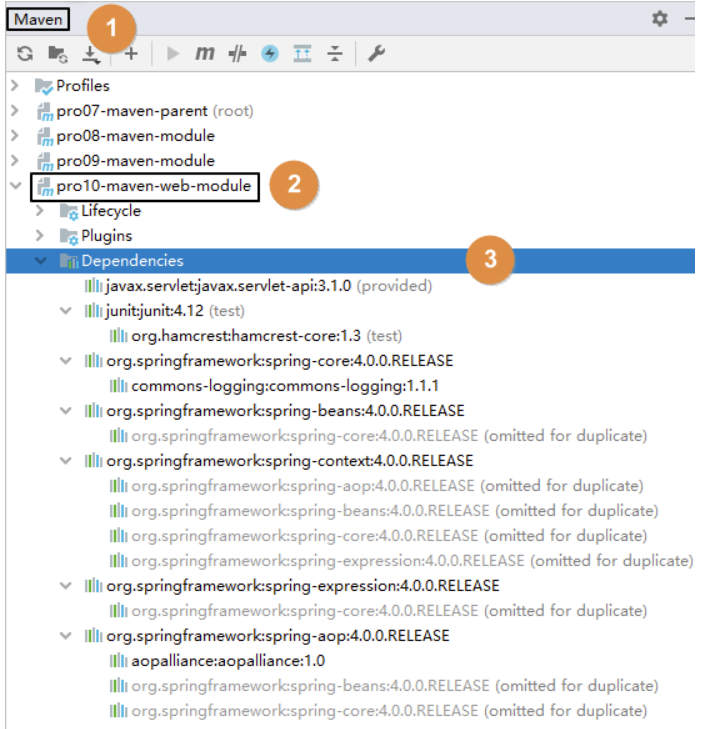 Maven
1
m
Profiles
pro07-maven-parent (root)
pro08-maven-module
pro09-maven-module
pro10-maven-web-module
2
Lifecycle
Plugins
Dependencies
3
javax.servlet:javax.servlet-api:3.1.0 (provided)
junit:junit:4.12 (test)
org.hamcrest:hamcrest-core:1.3 (test)
org.springframework:spring-core:4.0.0.RELEASE
commons-logging:commons-logging:1.1.1
org.springframework:spring-beans:4.0.0.RELEASE
org.springframework:spring-core:4.0.0.RELEASE (omitted for duplicate)
org.springframework:spring-context:4.0.0.RELEASE
org.springframework:spring-aop:4.0.0.RELEASE (omitted for duplicate)
org.springframework:spring-beans:4.0.0.RELEASE (omitted for duplicate)
org.springframework:spring-core:4.0.0.RELEASE (omitted for duplicate)
org.springframework:spring-expression:4.0.0.RELEASE (omitted for duplicate)
org.springframework:spring-expression:4.0.0.RELEASE
org.springframework:spring-core:4.0.0.RELEASE (omitted for duplicate)
org.springframework:spring-aop:4.0.0.RELEASE
aopalliance:aopalliance:1.0
org.springframework:spring-beans:4.0.0.RELEASE (omitted for duplicate)
org.springframework:spring-core:4.0.0.RELEASE (omitted for duplicate)